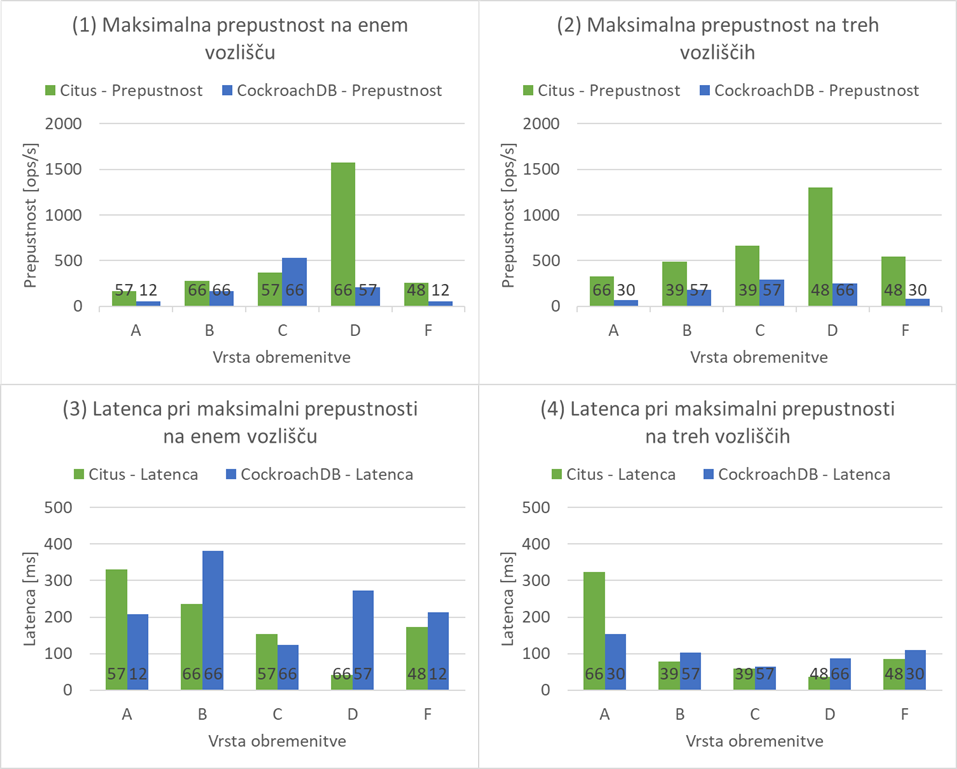 (1) Maksimalna prepustnost na enem
vozlišču
Citus - Prepustnost CockroachDB - Prepustnost
Prepustnost [ops/s]
2000
1500
1000
500
0
57 12 66 66 57 66 66 57 48 12
A B C D F
Vrsta obremenitve
(2) Maksimalna prepustnost na treh
vozliščih
Citus - Prepustnost CockroachDB - Prepustnost
Prepustnost [ops/s]
2000
1500
1000
500
0
66 30 39 57 39 57 48 66 48 30
A B C D F
Vrsta obremenitve
(3) Latenca pri maksimalni prepustnosti
na enem vozlišču
Citus - Latenca CockroachDB - Latenca
Latenca [ms]
500
400
300
200
100
0
57 12 66 66 57 66 66 57 48 12
A B C D F
Vrsta obremenitve
(4) Latenca pri maksimalni prepustnosti
na treh vozliščih
Citus - Latenca CockroachDB - Latenca
Latenca [ms]
500
400
300
200
100
0
66 30 39 57 39 57 48 66 48 30
A B C D F
Vrsta obremenitve